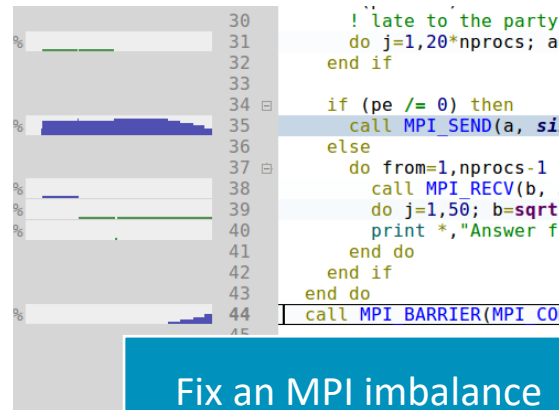 30 ! late to the party
% 31 do j=1,20*nprocs; a
32 end if
33
34 if (pe /= 0) then
% 35 call MPI_SEND(a, si
36 else
37 do from=1,nprocs-1
% 38 call MPI_RECV(b,
% 39 do j=1,50; b=sqrt
% 40 print *,"Answer f
41 end do
42 end if
43 end do
% 44 call MPI_BARRIER(MPI_CO
45
Fix an MPI imbalance